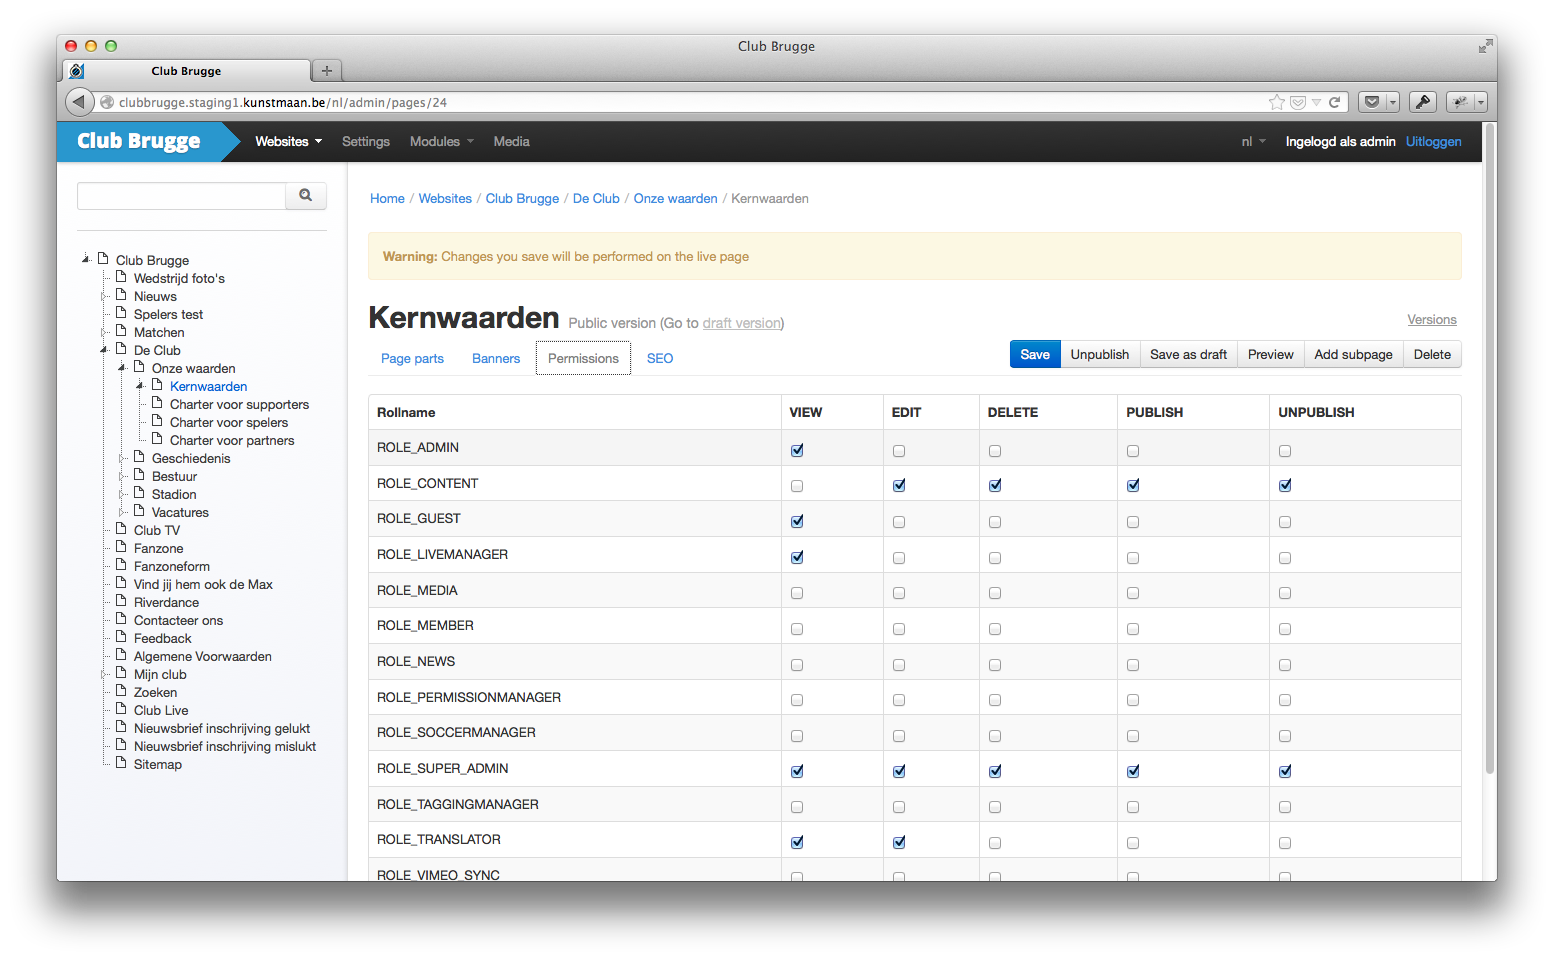 Club Brugge
Club Brugge
clubbrugge.staging1.kunstmaan.be/nl/admin/pages/24
Club Brugge Websites Settings Modules Media nl Ingelogd als admin Uitloggen
Home / Websites / Club Brugge / De Club / Onze waarden / Kernwaarden
Warning: Changes you save will be performed on the live page
Kernwaarden Public version (Go to draft version)
Versions
Page parts Banners Permissions SEO
Save Unpublish Save as draft Preview Add subpage Delete
Club Brugge
Wedstrijd foto's
Nieuws
Spelers test
Matchen
De Club
Onze waarden
Kernwaarden
Charter voor supporters
Charter voor spelers
Charter voor partners
Geschiedenis
Bestuur
Stadion
Vacatures
Club TV
Fanzone
Fanzoneform
Vind jij hem ook de Max
Riverdance
Contacteer ons
Feedback
Algemene Voorwaarden
Mijn club
Zoeken
Club Live
Nieuwsbrief inschrijving gelukt
Nieuwsbrief inschrijving mislukt
Sitemap
Rollname VIEW EDIT DELETE PUBLISH UNPUBLISH
ROLE_ADMIN
ROLE_CONTENT
ROLE_GUEST
ROLE_LIVEMANAGER
ROLE_MEDIA
ROLE_MEMBER
ROLE_NEWS
ROLE_PERMISSIONMANAGER
ROLE_SOCCERMANAGER
ROLE_SUPER_ADMIN
ROLE_TAGGINGMANAGER
ROLE_TRANSLATOR
ROLE_VIMEO_SYNC